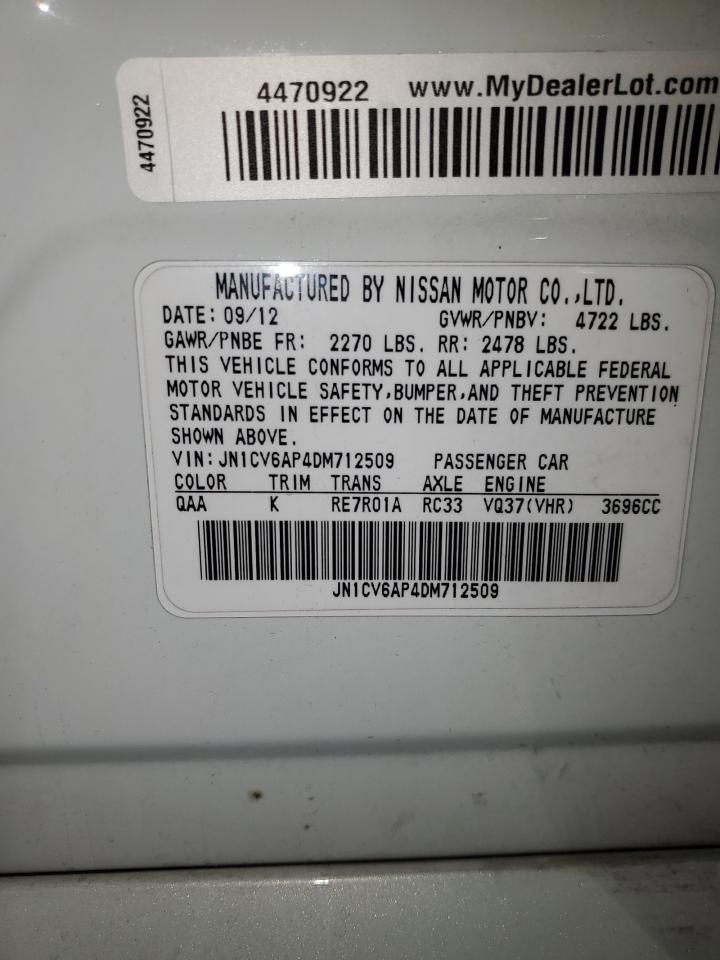 4470922
4470922 www.MyDealerLot.com
MANUFACTURED BY NISSAN MOTOR CO.,LTD.
DATE: 09/12 GVWR/PNBV: 4722 LBS.
GAWR/PNBE FR: 2270 LBS. RR: 2478 LBS.
THIS VEHICLE CONFORMS TO ALL APPLICABLE FEDERAL
MOTOR VEHICLE SAFETY,BUMPER,AND THEFT PREVENTION
STANDARDS IN EFFECT ON THE DATE OF MANUFACTURE
SHOWN ABOVE.
VIN: JN1CV6AP4DM712509 PASSENGER CAR
COLOR TRIM TRANS AXLE ENGINE
QAA K RE7R01A RC33 VQ37(VHR) 3696CC
JN1CV6AP4DM712509